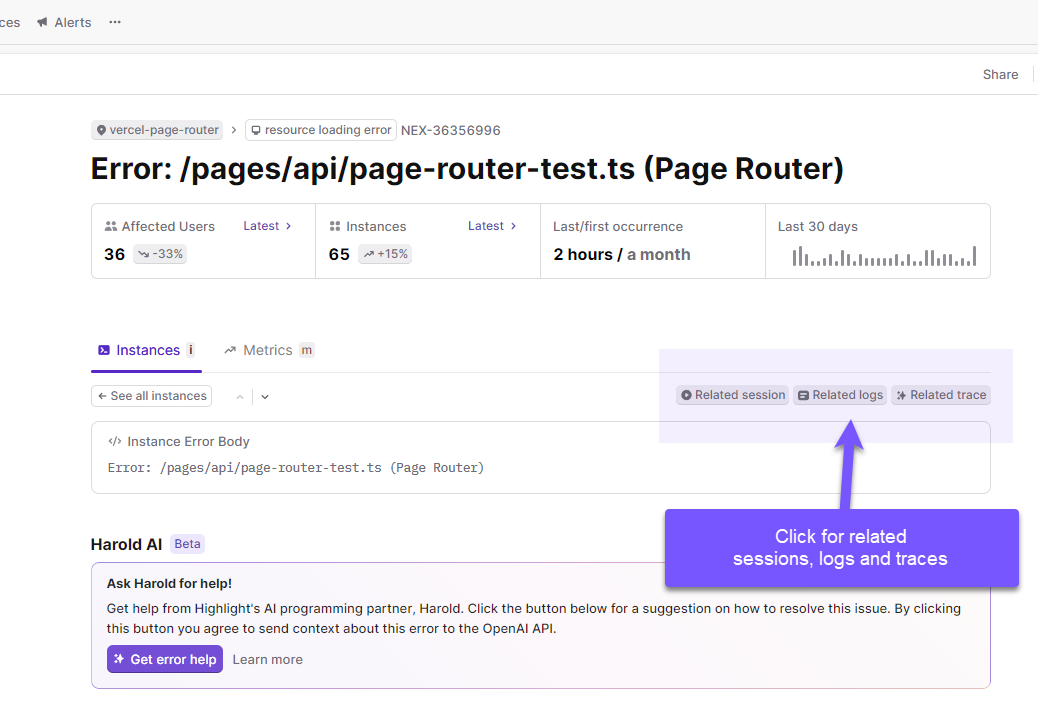 ces Alerts ...
Share
vercel-page-router > resource loading error NEX-36356996
Error: /pages/api/page-router-test.ts (Page Router)
Affected Users Latest >
36 -33%
Instances Latest >
65 +15%
Last/first occurrence
2 hours / a month
Last 30 days
Instances i Metrics m
← See all instances
Related session Related logs Related trace
</> Instance Error Body
Error: /pages/api/page-router-test.ts (Page Router)
Click for related
sessions, logs and traces
Harold AI Beta
Ask Harold for help!
Get help from Highlight's AI programming partner, Harold. Click the button below for a suggestion on how to resolve this issue. By clicking
this button you agree to send context about this error to the OpenAI API.
Get error help Learn more